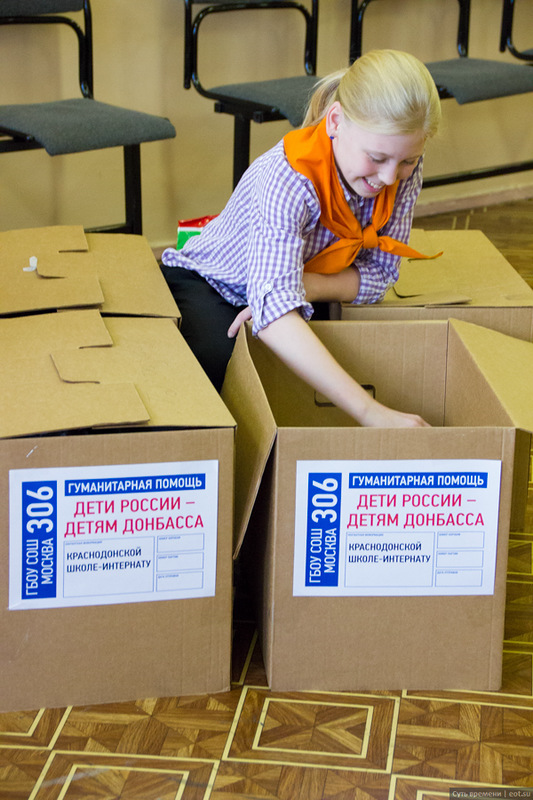 ГБОУ СОШ
МОСКВА 306
ГУМАНИТАРНАЯ ПОМОЩЬ
ДЕТИ РОССИИ –
ДЕТЯМ ДОНБАССА
КРАСНОДОНСКОЙ
ШКОЛЕ-ИНТЕРНАТУ
ГБОУ СОШ
МОСКВА 306
ГУМАНИТАРНАЯ ПОМОЩЬ
ДЕТИ РОССИИ –
ДЕТЯМ ДОНБАССА
КРАСНОДОНСКОЙ
ШКОЛЕ-ИНТЕРНАТУ
Суть времени | eot.su